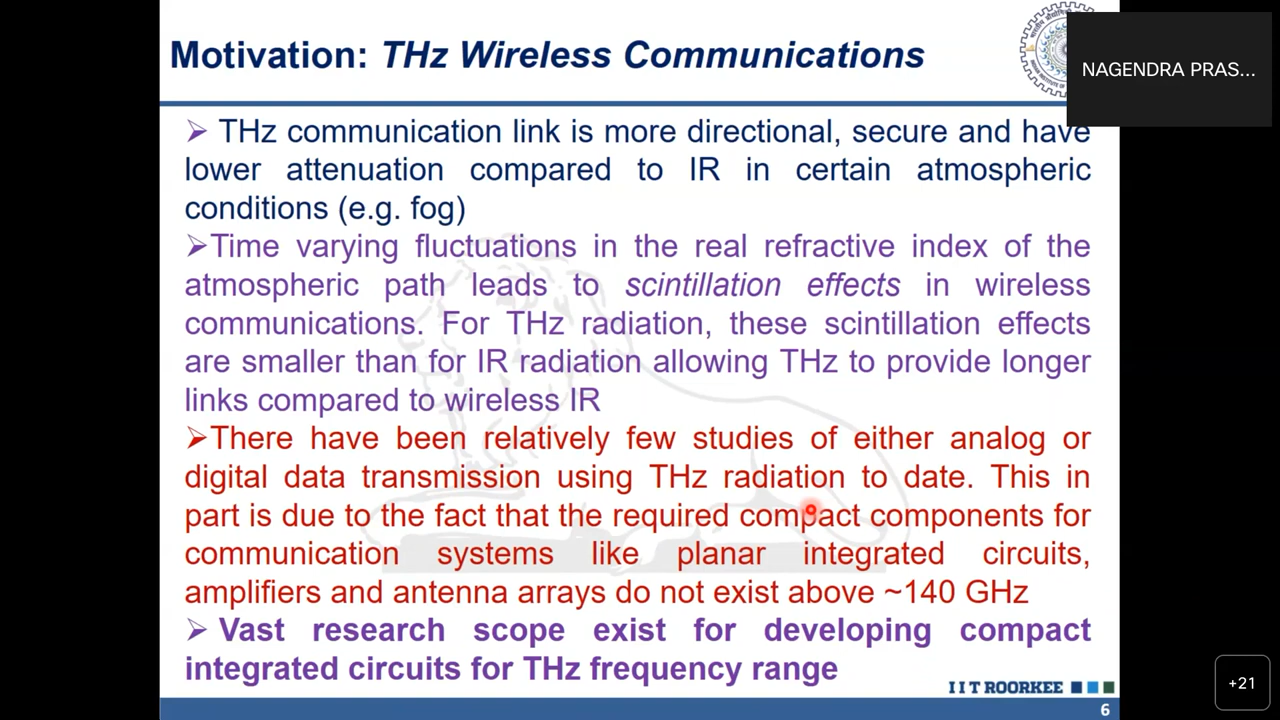 Motivation: THz Wireless Communications
NAGENDRA PRAS...
➢ THz communication link is more directional, secure and have
lower attenuation compared to IR in certain atmospheric
conditions (e.g. fog)
➢Time varying fluctuations in the real refractive index of the
atmospheric path leads to scintillation effects in wireless
communications. For THz radiation, these scintillation effects
are smaller than for IR radiation allowing THz to provide longer
links compared to wireless IR
➢There have been relatively few studies of either analog or
digital data transmission using THz radiation to date. This in
part is due to the fact that the required compact components for
communication systems like planar integrated circuits,
amplifiers and antenna arrays do not exist above ~140 GHz
➢ Vast research scope exist for developing compact
integrated circuits for THz frequency range
I I T ROORKEE
6
+21